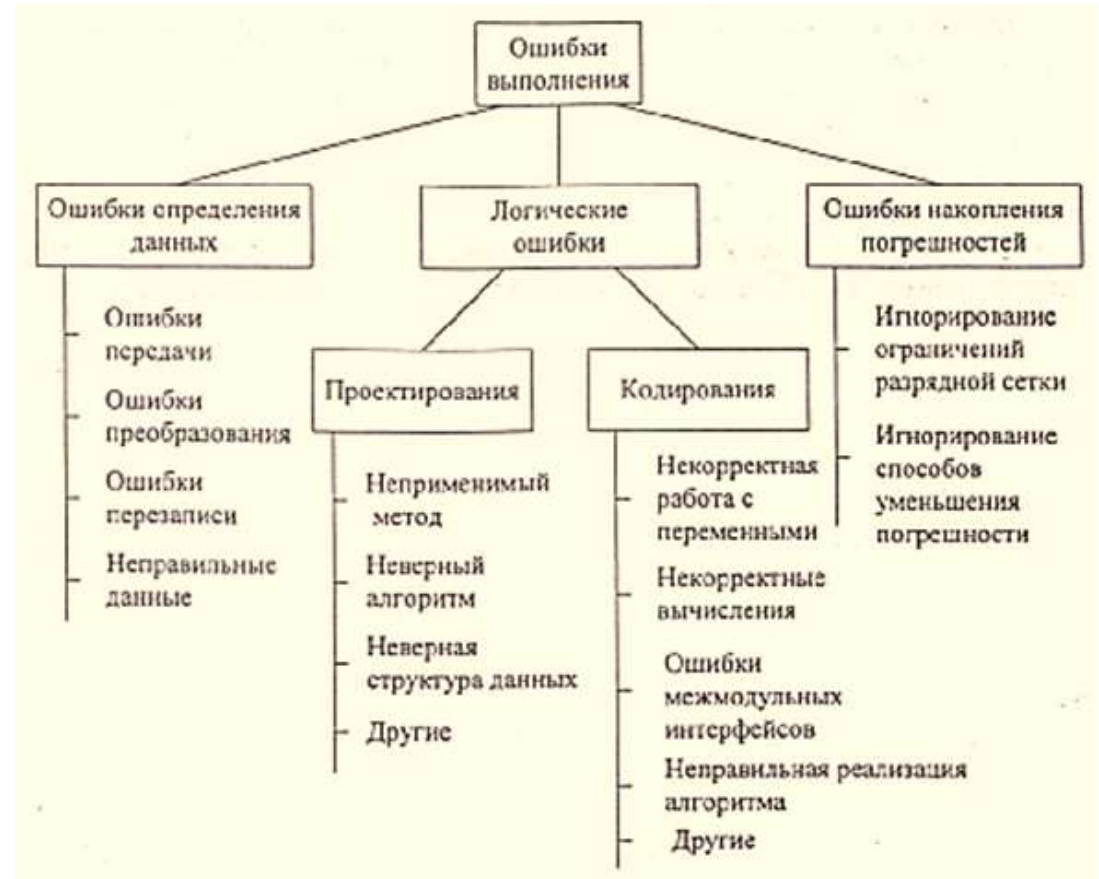 Ошибки
выполнения
Ошибки определения
данных
Логические
ошибки
Ошибки накопления
погрешностей
Ошибки
передачи
Ошибки
преобразования
Ошибки
перезаписи
Неправильные
данные
Проектирования
Неприменимый
метод
Неверный
алгоритм
Неверная
структура данных
Другие
Кодирования
Некорректная
работа с
переменными
Некорректные
вычисления
Ошибки
межмодульных
интерфейсов
Неправильная реализация
алгоритма
Другие
Игнорирование
ограничений
разрядной сетки
Игнорирование
способов
уменьшения
погрешности